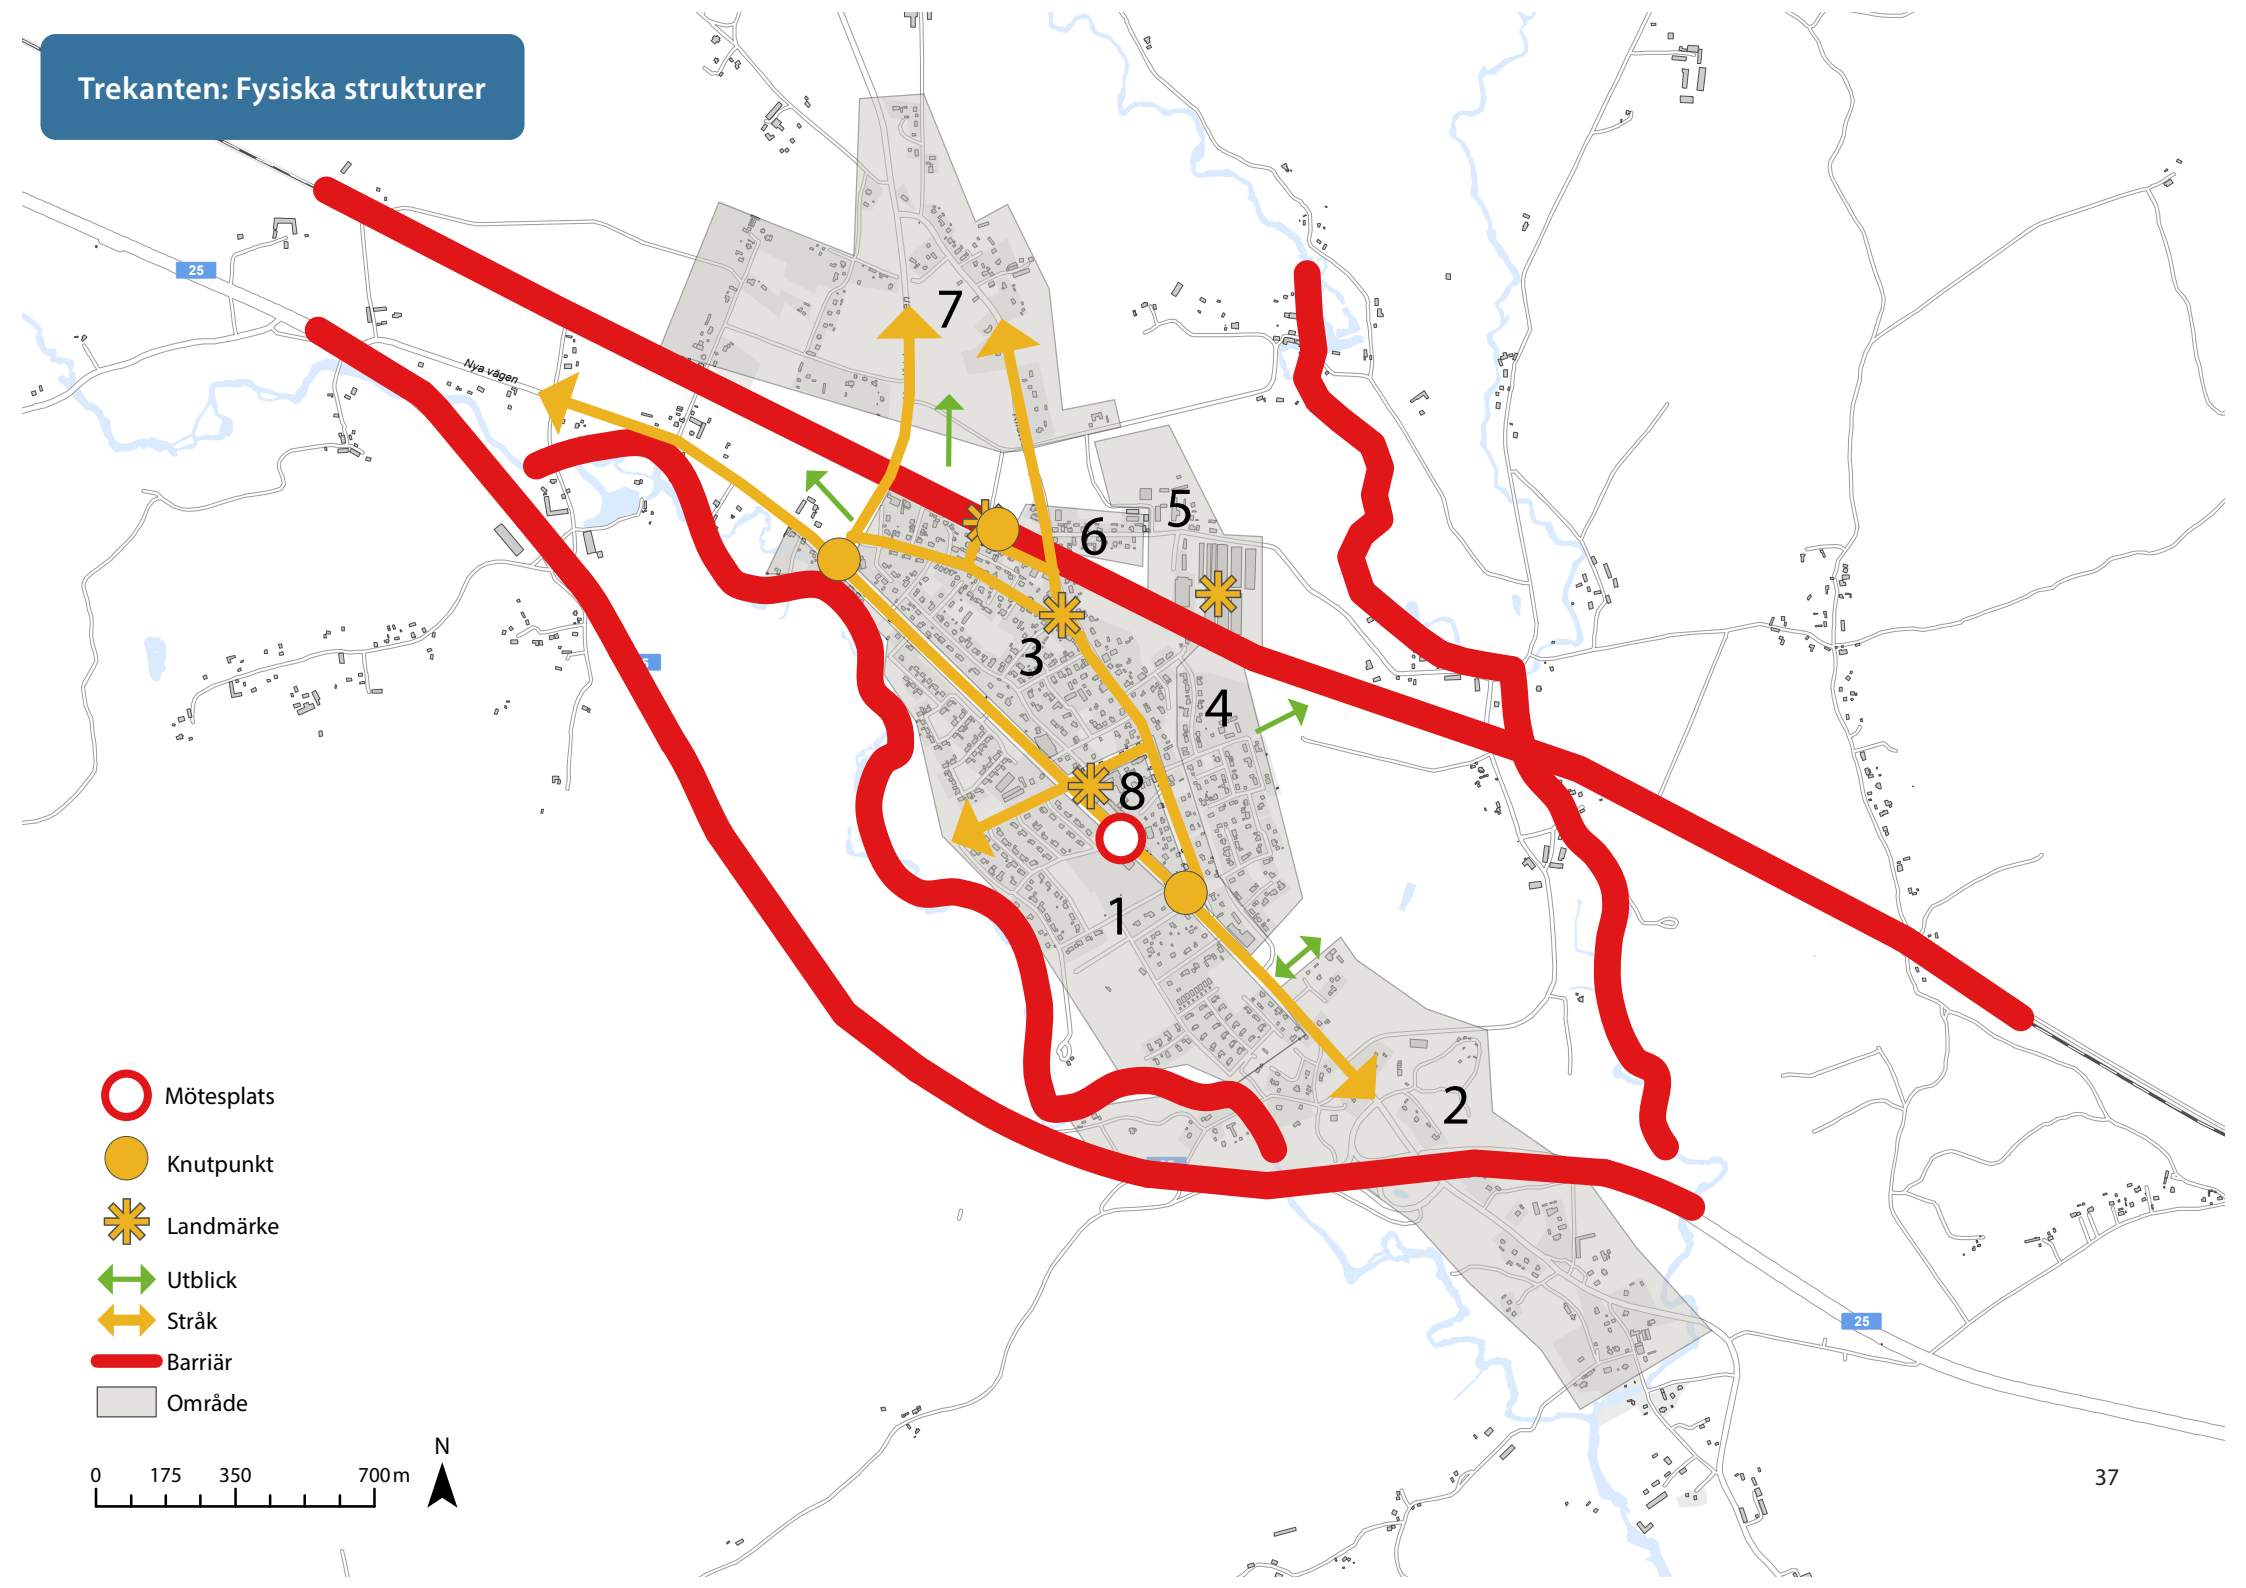 Trekanten: Fysiska strukturer
25
Nya vägen
7
5
6
3
4
8
1
2
Mötesplats
Knutpunkt
Landmärke
Utblick
Stråk
Barriär
Område
25
N
0 175 350 700 m
37